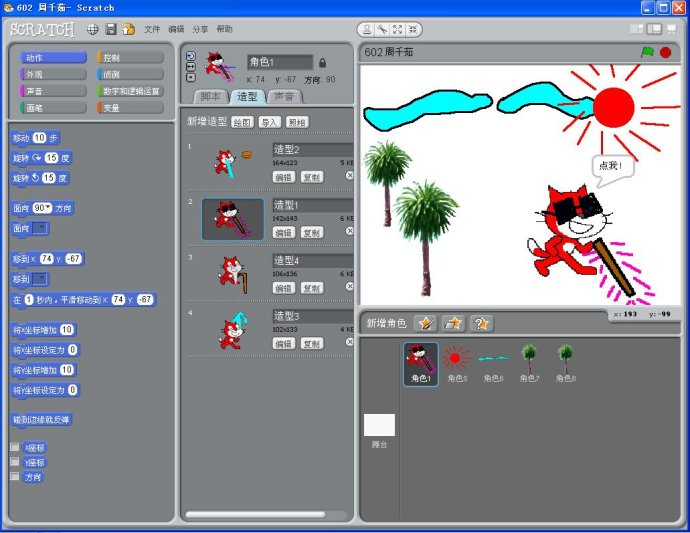 602 周千茹- Scratch
SCRATCH
文件 编辑 分享 帮助
动作 控制
外观 侦测
声音 数字和逻辑运算
画笔 变量
移动 10 步
旋转 15 度
旋转 15 度
面向 90 方向
面向
移到 x: 74 y: -67
移到
在 1 秒内，平滑移动到 x: 74 y: -67
将x坐标增加 10
将x坐标设定为 0
将y坐标增加 10
将y坐标设定为 0
碰到边缘就反弹
x座标
y座标
方向
角色1
x: 74 y: -67 方向: 90
脚本 造型 声音
新增造型 绘图 导入 照相
1 造型2
164x123 5 KB
编辑 复制
2 造型1
142x143 6 KB
编辑 复制
3 造型4
106x136 6 KB
编辑 复制
4 造型3
102x133 4 KB
编辑 复制
602 周千茹
点我！
x: 193 y: -99
新增角色
角色1 角色5 角色6 角色7 角色8
舞台